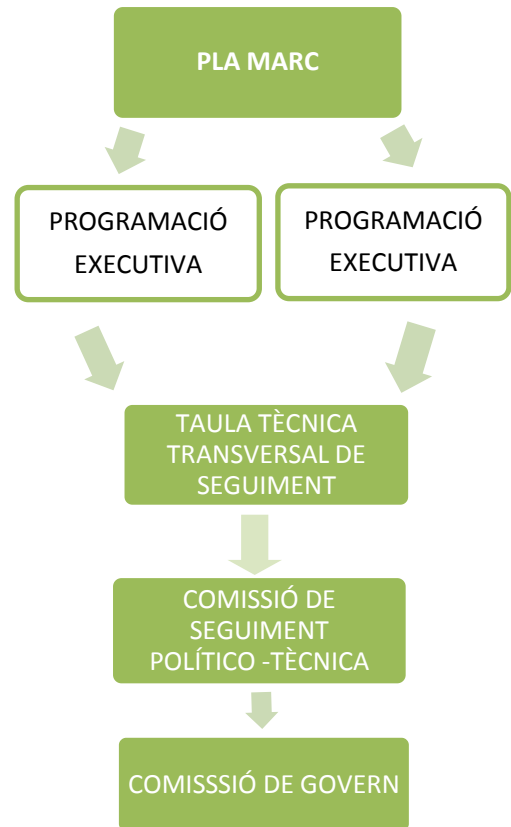 PLA MARC
PROGRAMACIÓ
EXECUTIVA
PROGRAMACIÓ
EXECUTIVA
TAULA TÈCNICA
TRANSVERSAL DE
SEGUIMENT
COMISSIÓ DE
SEGUIMENT
POLÍTICO -TÈCNICA
COMISSSIÓ DE GOVERN